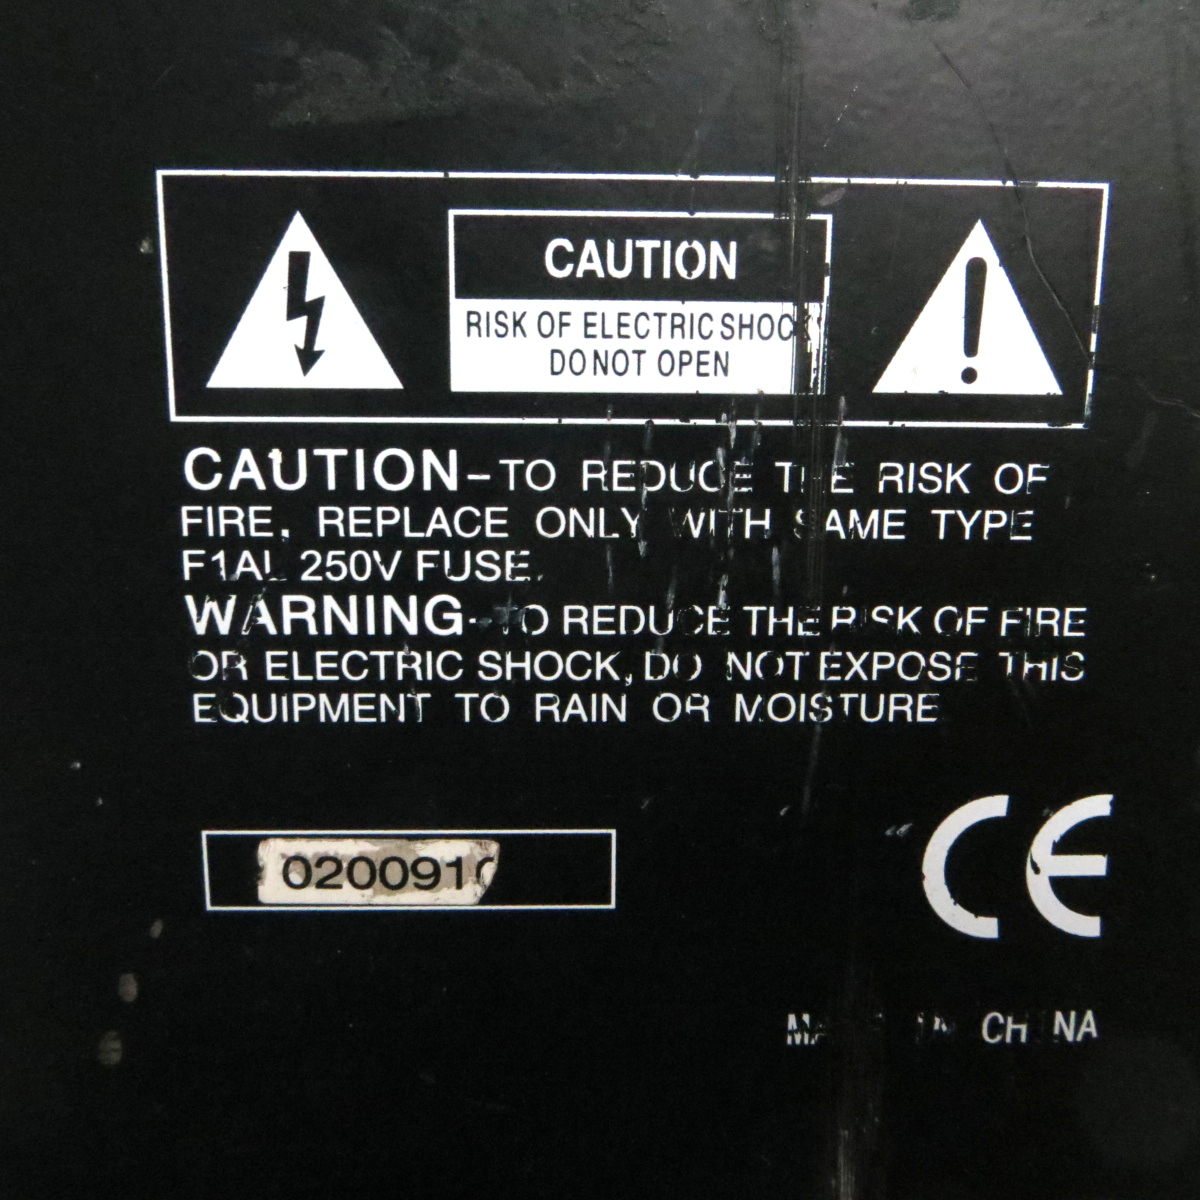 CAUTION
RISK OF ELECTRIC SHOCK
DO NOT OPEN
CAUTION-TO REDUCE THE RISK OF
FIRE, REPLACE ONLY WITH SAME TYPE
F1AL 250V FUSE.
WARNING-TO REDUCE THE RISK OF FIRE
OR ELECTRIC SHOCK, DO NOT EXPOSE THIS
EQUIPMENT TO RAIN OR MOISTURE
CE
MADE IN CHINA